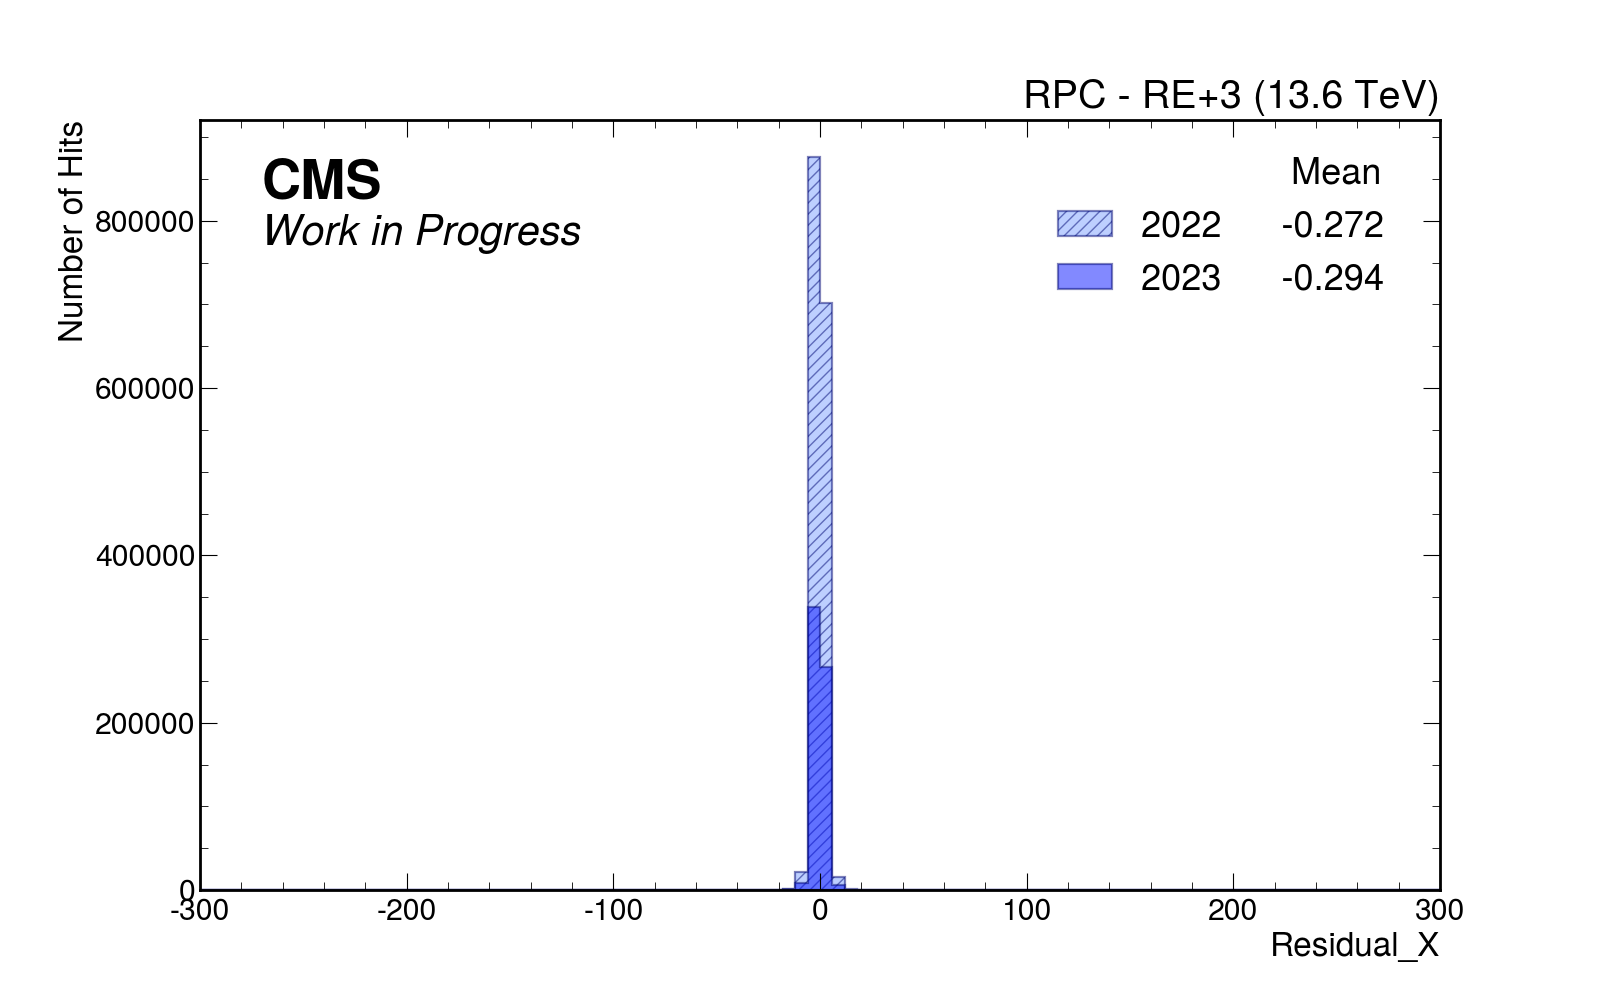 RPC - RE+3 (13.6 TeV)
Number of Hits
CMS
Work in Progress
Mean
2022 -0.272
2023 -0.294
800000
600000
400000
200000
0
-300 -200 -100 0 100 200 300
Residual_X